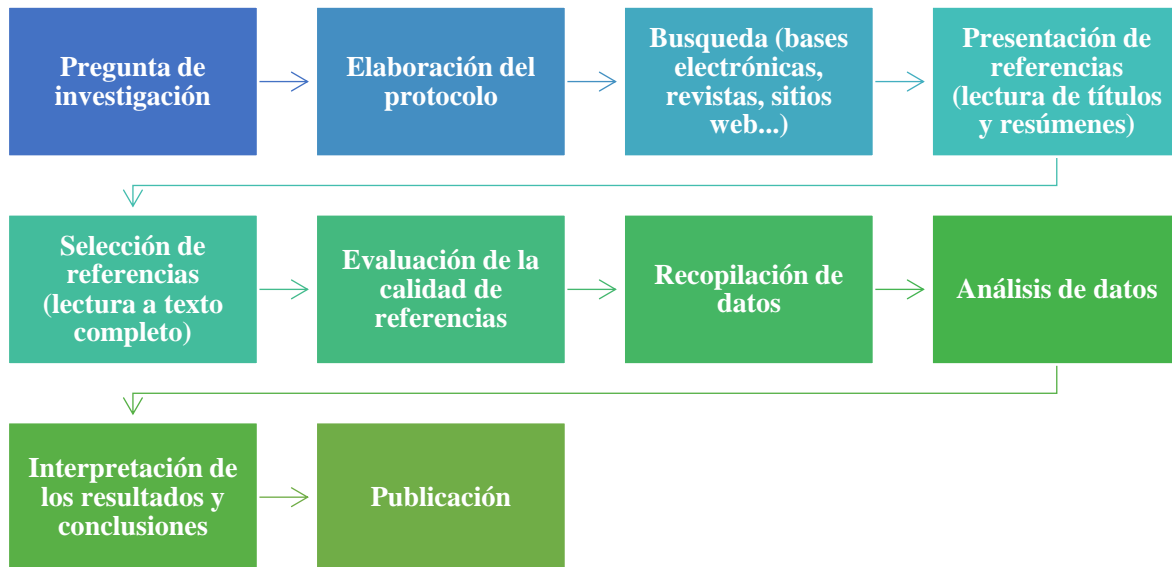 Pregunta de
investigación
Elaboración del
protocolo
Busqueda (bases
electrónicas,
revistas, sitios
web...)
Presentación de
referencias
(lectura de títulos
y resúmenes)
Selección de
referencias
(lectura a texto
completo)
Evaluación de la
calidad de
referencias
Recopilación de
datos
Análisis de datos
Interpretación de
los resultados y
conclusiones
Publicación